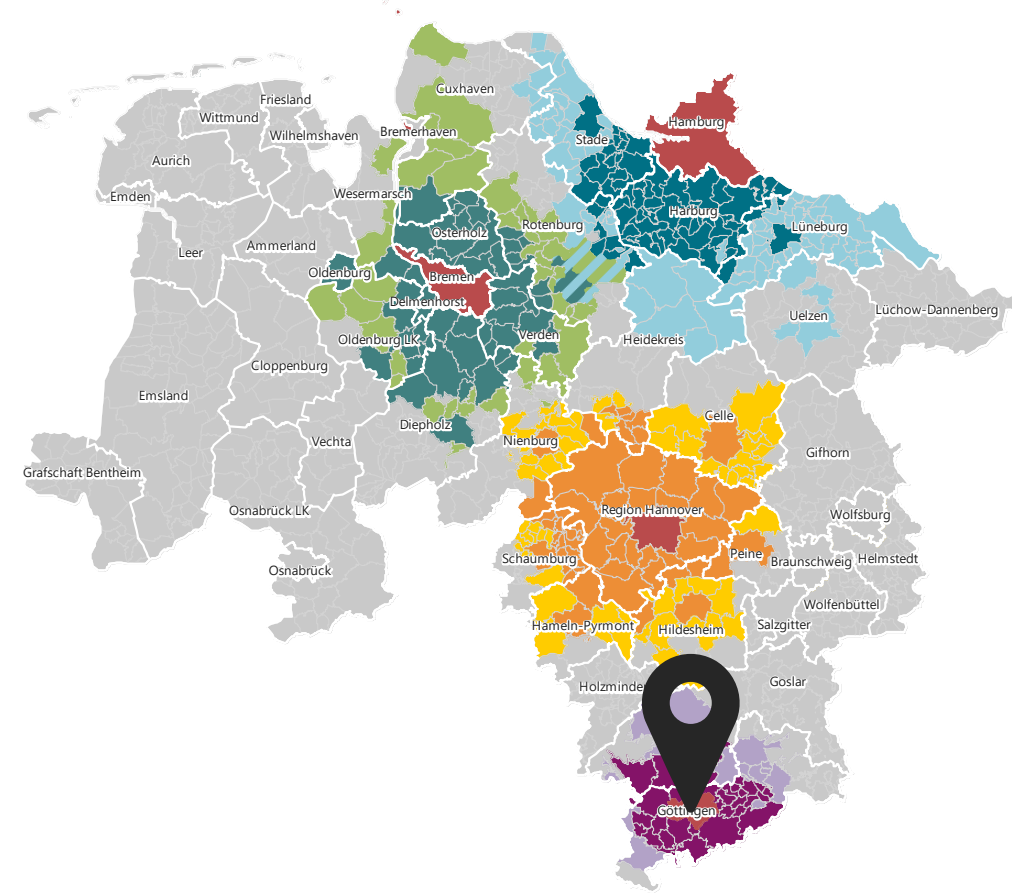 Cuxhaven
Friesland
Wittmund
Hamburg
Bremerhaven
Wilhelmshaven
Stade
Aurich
Wesermarsch
Emden
Harburg
Rotenburg
Lüneburg
Osterholz
Ammerland
Leer
Oldenburg
Bremen
Delmenhorst
Lüchow-Dannenberg
Uelzen
Verden
Oldenburg LK
Heidekreis
Cloppenburg
Emsland
Celle
Diepholz
Nienburg
Vechta
Gifhorn
Grafschaft Bentheim
Osnabrück LK
Region Hannover
Wolfsburg
Peine
Schaumburg
Braunschweig
Helmstedt
Osnabrück
Wolfenbüttel
Hameln-Pyrmont
Salzgitter
Hildesheim
Goslar
Holzminde
Göttingen